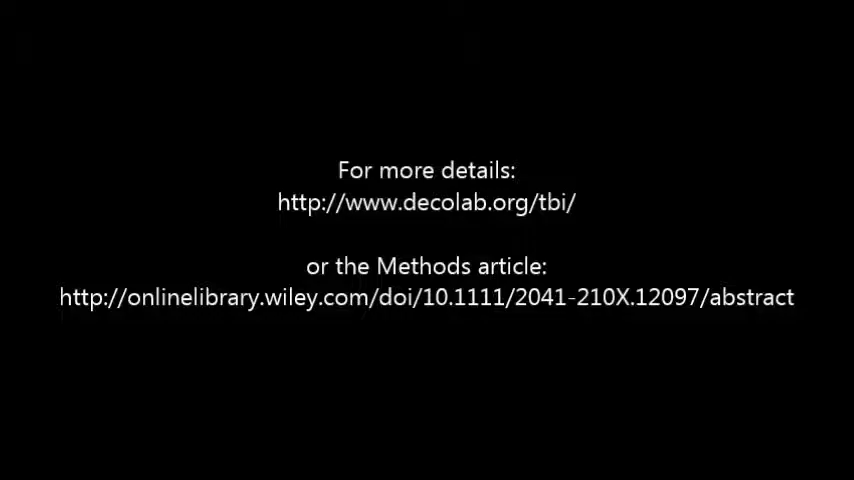 For more details:
http://www.decolab.org/tbi/
or the Methods article:
http://onlinelibrary.wiley.com/doi/10.1111/2041-210X.12097/abstract